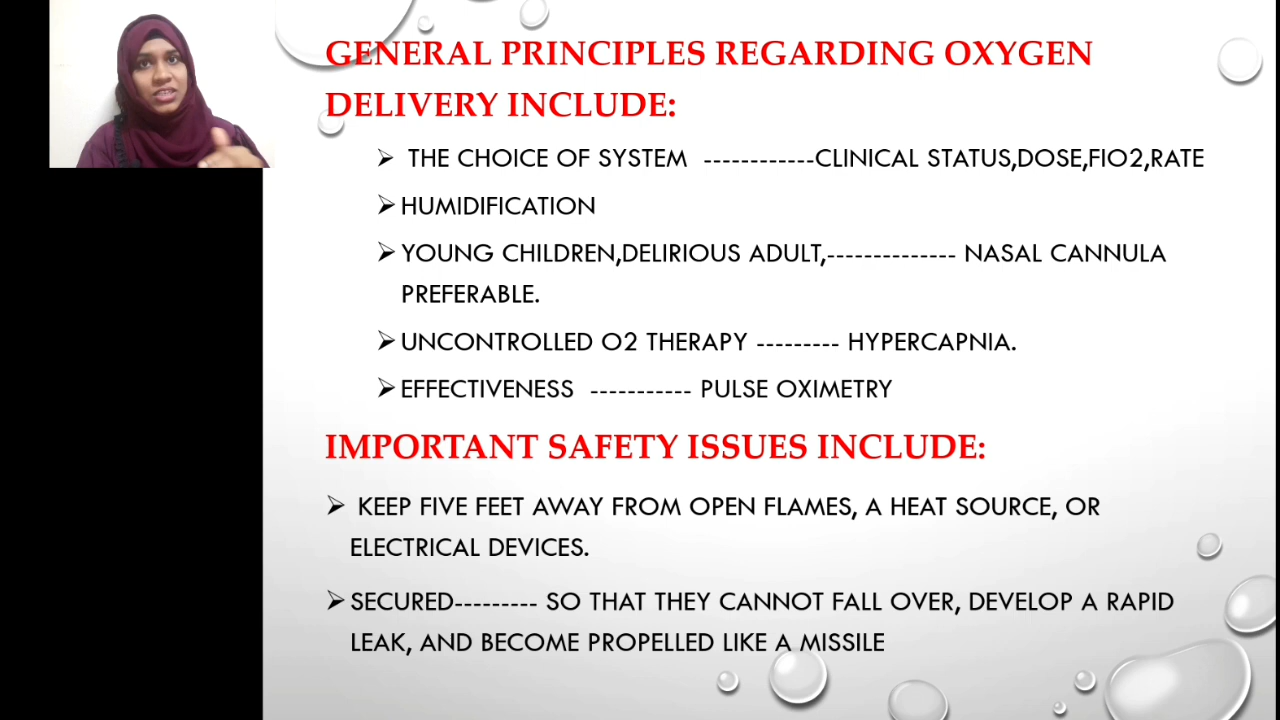 GENERAL PRINCIPLES REGARDING OXYGEN
DELIVERY INCLUDE:
THE CHOICE OF SYSTEM ------------CLINICAL STATUS,DOSE,FIO2,RATE
HUMIDIFICATION
YOUNG CHILDREN,DELIRIOUS ADULT,-------------- NASAL CANNULA
PREFERABLE.
UNCONTROLLED O2 THERAPY --------- HYPERCAPNIA.
EFFECTIVENESS ----------- PULSE OXIMETRY
IMPORTANT SAFETY ISSUES INCLUDE:
KEEP FIVE FEET AWAY FROM OPEN FLAMES, A HEAT SOURCE, OR
ELECTRICAL DEVICES.
SECURED--------- SO THAT THEY CANNOT FALL OVER, DEVELOP A RAPID
LEAK, AND BECOME PROPELLED LIKE A MISSILE